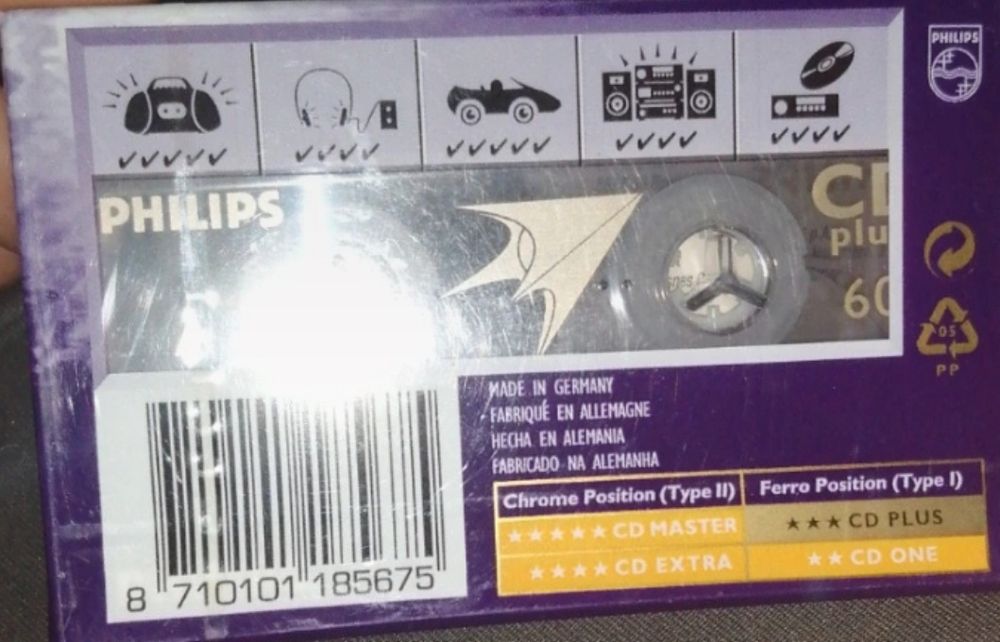 PHILIPS
PHILIPS
CD
plu
60
05
PP
MADE IN GERMANY
FABRIQUÉ EN ALLEMAGNE
HECHA EN ALEMANIA
FABRICADO NA ALEMANHA
Chrome Position (Type II) Ferro Position (Type I)
★★★★★ CD MASTER ★★★ CD PLUS
★★★★ CD EXTRA ★★ CD ONE
8 710101 185675